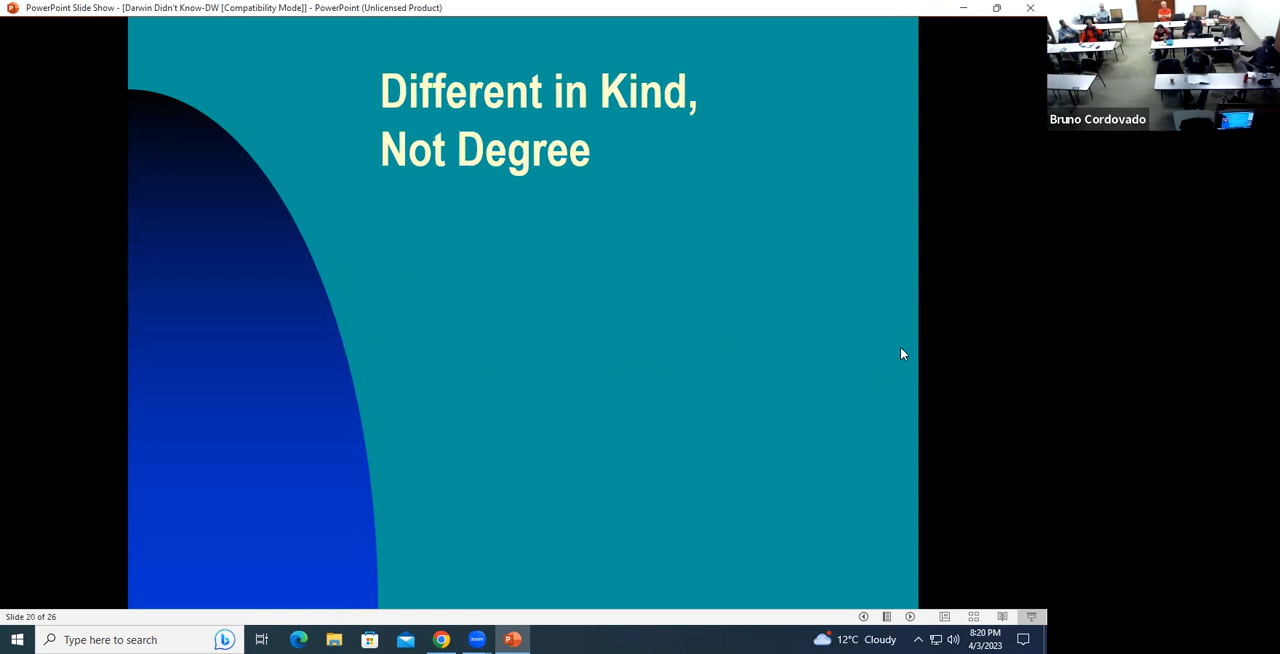 PowerPoint Slide Show - [Darwin Didn't Know-DW [Compatibility Mode]] - PowerPoint (Unlicensed Product)
Different in Kind,
Not Degree
Bruno Cordovado
Slide 20 of 26
Type here to search
zoom
12°C Cloudy
8:20 PM
4/3/2023